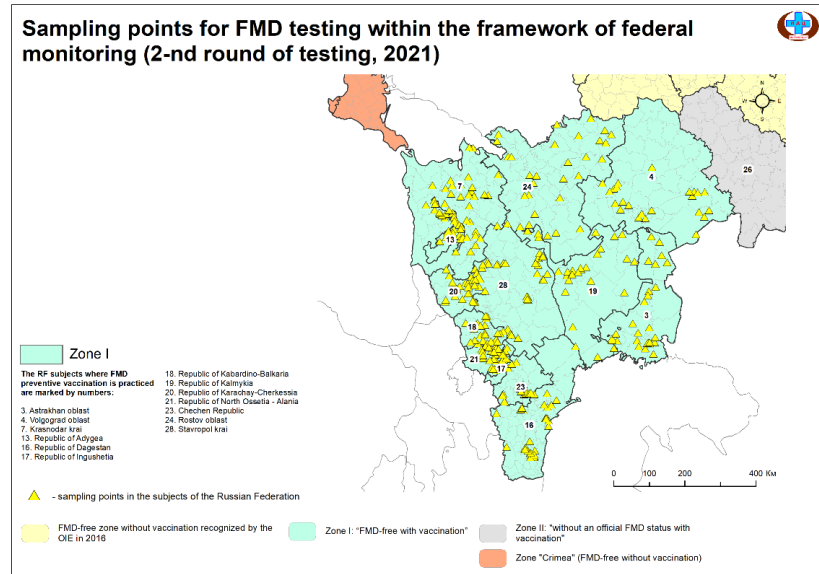 Sampling points for FMD testing within the framework of federal
monitoring (2-nd round of testing, 2021)
N
W
E
S
4
26
7
24
13
28
20
19
3
18
21
17
23
16
Zone I
The RF subjects where FMD
preventive vaccination is practiced
are marked by numbers:
3. Astrakhan oblast
4. Volgograd oblast
7. Krasnodar krai
13. Republic of Adygea
16. Republic of Dagestan
17. Republic of Ingushetia
18. Republic of Kabardino-Balkaria
19. Republic of Kalmykia
20. Republic of Karachay-Cherkessia
21. Republic of North Ossetia - Alania
23. Chechen Republic
24. Rostov oblast
28. Stavropol krai
0 100 200 400 Км
- sampling points in the subjects of the Russian Federation
FMD-free zone without vaccination recognized by the
OIE in 2016
Zone I: “FMD-free with vaccination”
Zone II: "without an official FMD status with
vaccination"
Zone "Crimea" (FMD-free without vaccination)